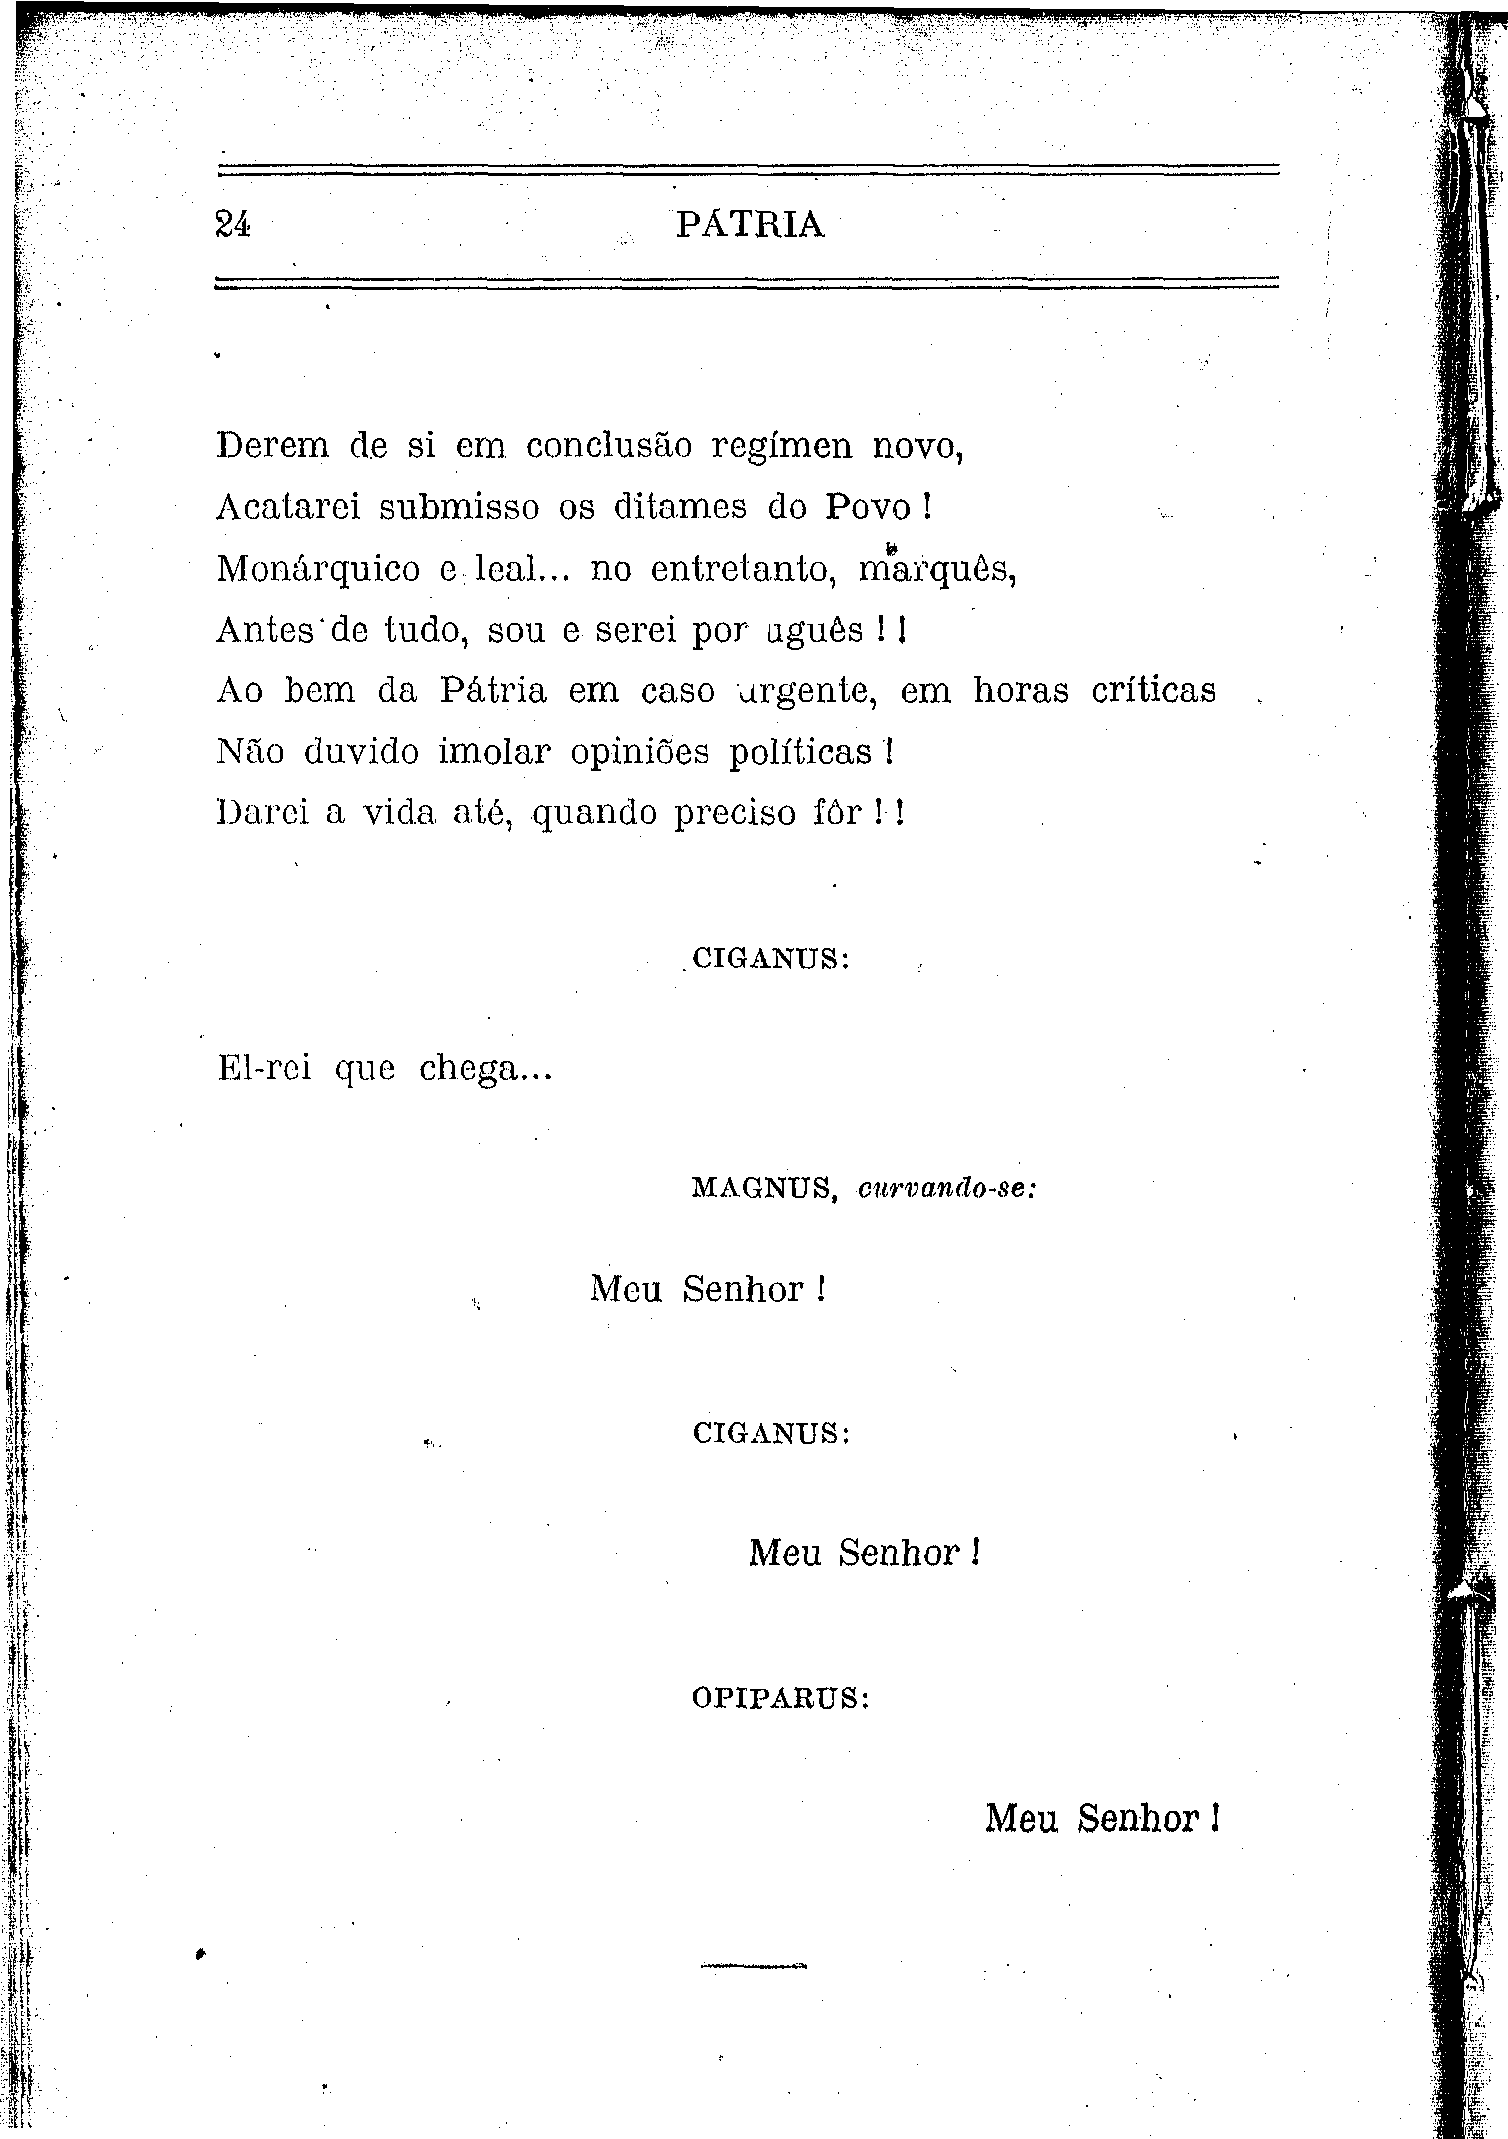 24 PÁTRIA
Derem de si em conclusão regímen novo,
Acatarei submisso os ditames do Povo !
Monárquico e leal... no entretanto, marquês,
Antes de tudo, sou e serei por uguês ! !
Ao bem da Pátria em caso urgente, em horas críticas
Não duvido imolar opiniões políticas !
Darei a vida até, quando preciso fôr ! !
CIGANUS:
El-rei que chega...
MAGNUS, curvando-se:
Meu Senhor !
CIGANUS:
Meu Senhor !
OPIPARUS:
Meu Senhor !